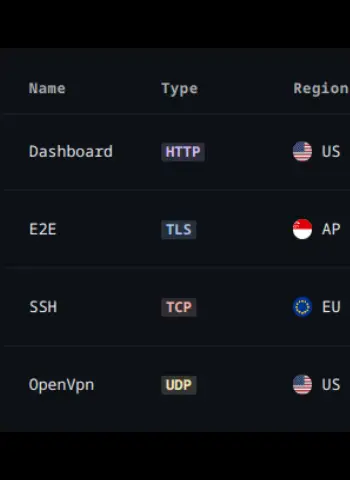 Name Type Region
Dashboard HTTP US
E2E TLS AP
SSH TCP EU
OpenVpn UDP US